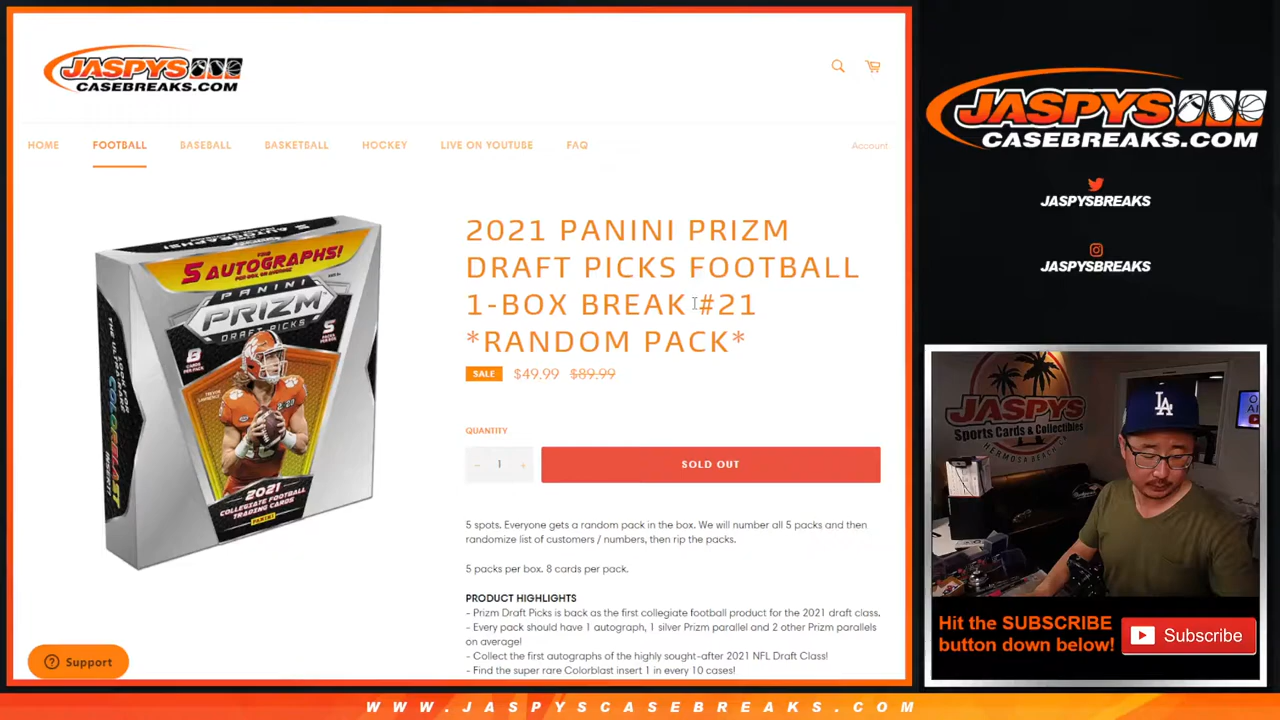 JASPYS
CASEBREAKS.COM
HOME FOOTBALL BASEBALL BASKETBALL HOCKEY LIVE ON YOUTUBE FAQ Account
5 AUTOGRAPHS!
PANINI
PRIZM
DRAFT PICKS
8
5
2021
COLLEGIATE FOOTBALL
TRADING CARDS
PANINI
2021 PANINI PRIZM
DRAFT PICKS FOOTBALL
1-BOX BREAK #21
*RANDOM PACK*
SALE $49.99 $89.99
QUANTITY
− 1 + SOLD OUT
5 spots. Everyone gets a random pack in the box. We will number all 5 packs and then
randomize list of customers / numbers, then rip the packs.
5 packs per box. 8 cards per pack.
PRODUCT HIGHLIGHTS
- Prizm Draft Picks is back as the first collegiate football product for the 2021 draft class.
- Every pack should have 1 autograph, 1 silver Prizm parallel and 2 other Prizm parallels
on average!
- Collect the first autographs of the highly sought-after 2021 NFL Draft Class!
- Find the super rare Colorblast insert 1 in every 10 cases!
Support
JASPYS
CASEBREAKS.COM
JASPYSBREAKS
JASPYSBREAKS
JASPYS
Sports Cards & Collectibles
HERMOSA BEACH
LA
Hit the SUBSCRIBE
button down below!
Subscribe
WWW.JASPYSCASEBREAKS.COM